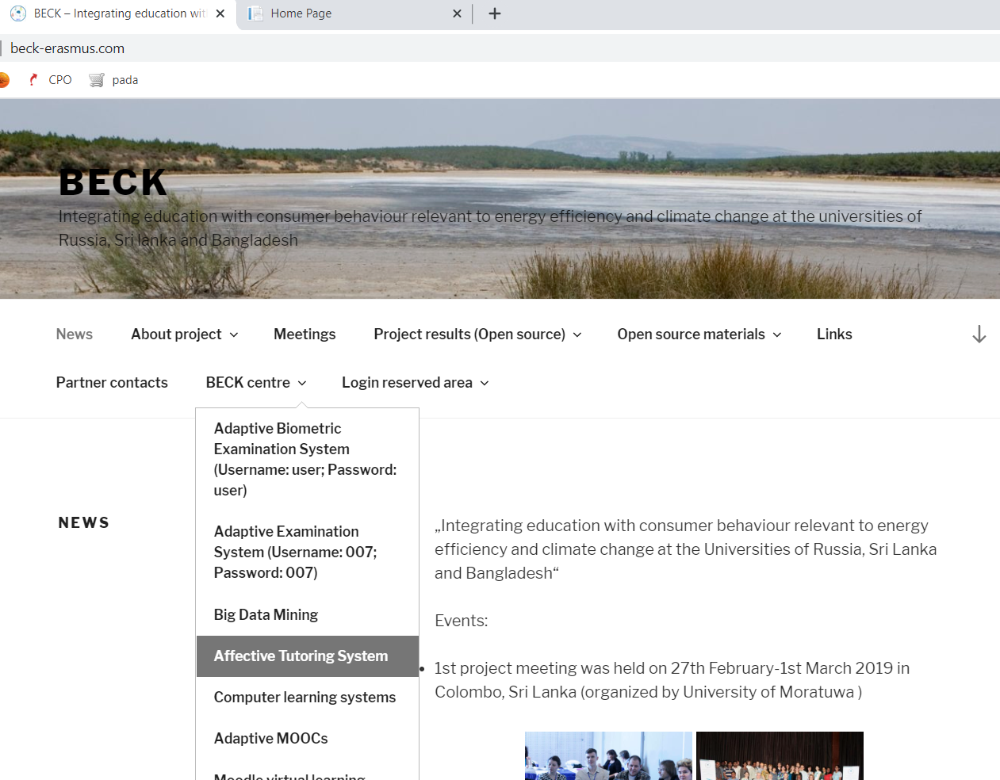 BECK – Integrating education wit
Home Page
beck-erasmus.com
CPO
pada
BECK
Integrating education with consumer behaviour relevant to energy efficiency and climate change at the universities of
Russia, Sri lanka and Bangladesh
News
About project
Meetings
Project results (Open source)
Open source materials
Links
Partner contacts
BECK centre
Login reserved area
Adaptive Biometric
Examination System
(Username: user; Password:
user)
Adaptive Examination
System (Username: 007;
Password: 007)
Big Data Mining
Affective Tutoring System
Computer learning systems
Adaptive MOOCs
Moodle virtual learning
NEWS
„Integrating education with consumer behaviour relevant to energy
efficiency and climate change at the Universities of Russia, Sri Lanka
and Bangladesh“
Events:
• 1st project meeting was held on 27th February-1st March 2019 in
Colombo, Sri Lanka (organized by University of Moratuwa )